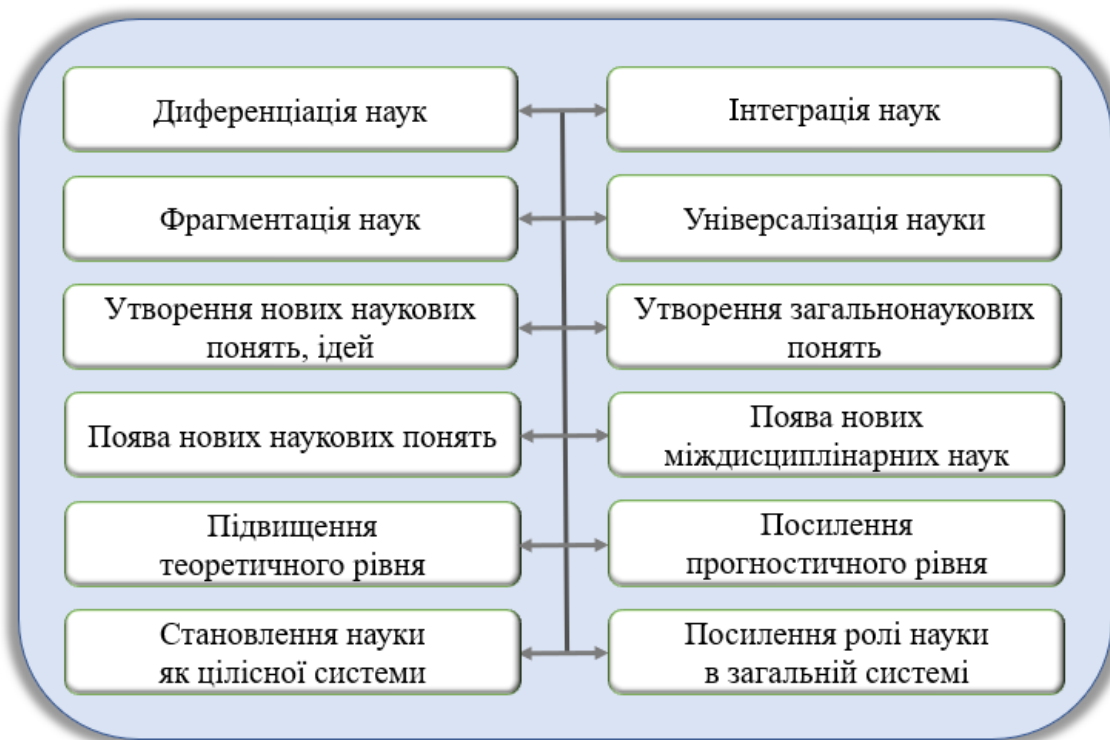 Диференціація наук
Інтеграція наук
Фрагментація наук
Універсалізація науки
Утворення нових наукових
понять, ідей
Утворення загальнонаукових
понять
Поява нових наукових понять
Поява нових
міждисциплінарних наук
Підвищення
теоретичного рівня
Посилення
прогностичного рівня
Становлення науки
як цілісної системи
Посилення ролі науки
в загальній системі